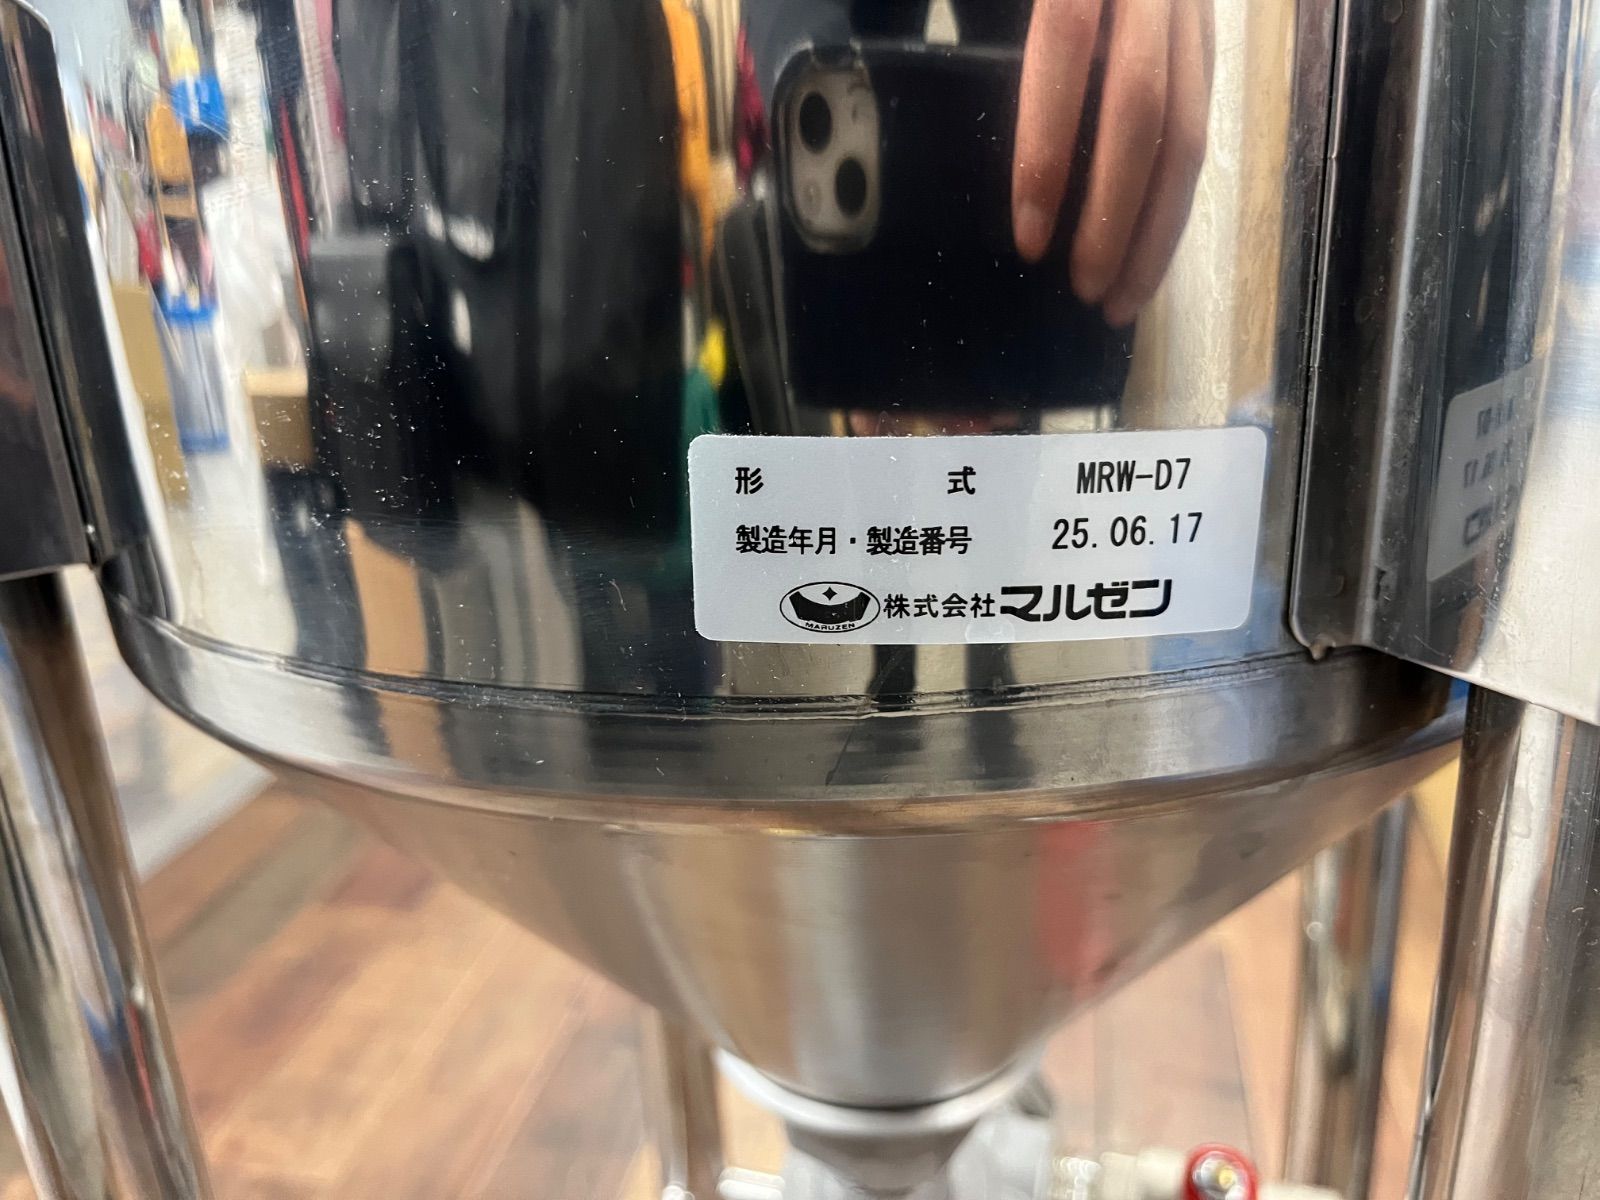 形式 MRW-D7
製造年月・製造番号 25.06.17
MARUZEN 株式会社マルゼン